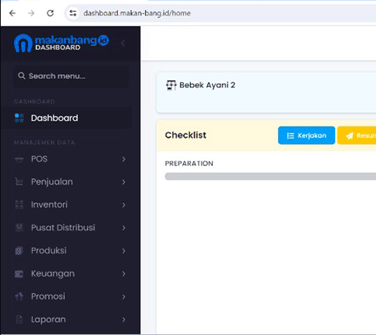 dashboard.makan-bang.id/home
makanbang id
DASHBOARD
Search menu...
DASHBOARD
Dashboard
MANAJEMEN DATA
POS
Penjualan
Inventori
Pusat Distribusi
Produksi
Keuangan
Promosi
Laporan
Bebek Ayani 2
Checklist
Kerjakan
PREPARATION